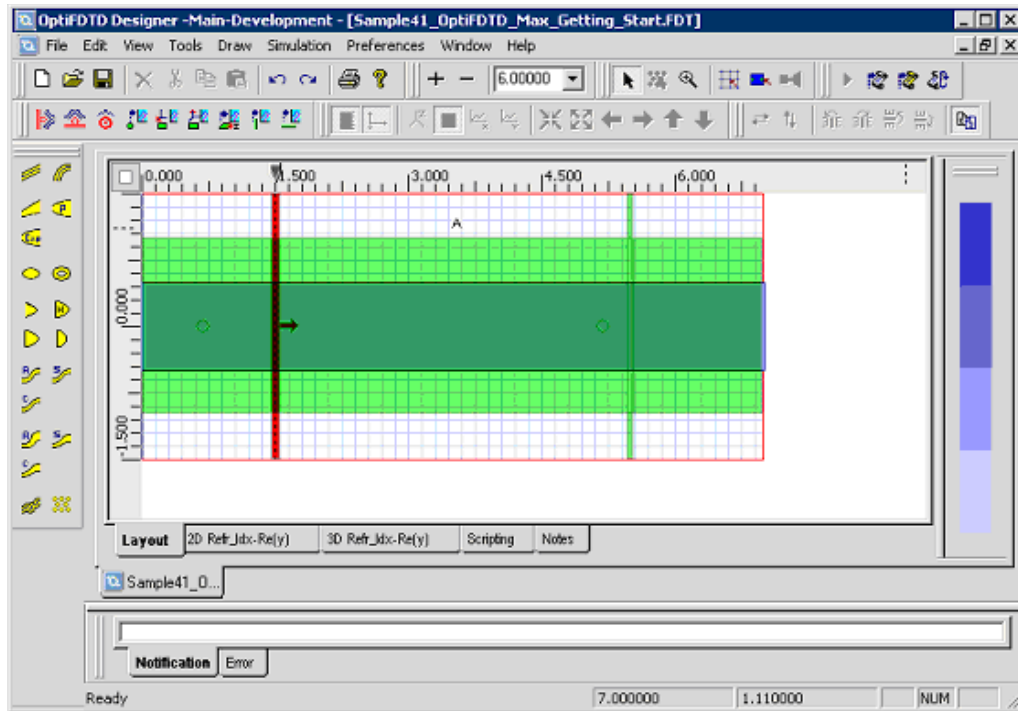 OptiFDTD Designer -Main-Development - [Sample41_OptiFDTD_Max_Getting_Start.FDT]
File Edit View Tools Draw Simulation Preferences Window Help
6.00000
0.000 1.500 3.000 4.500 6.000
A
0.000
-1.500
Layout 2D Refr_Idx-Re(y) 3D Refr_Idx-Re(y) Scripting Notes
Sample41_O...
Notification Error
Ready 7.000000 1.110000 NUM